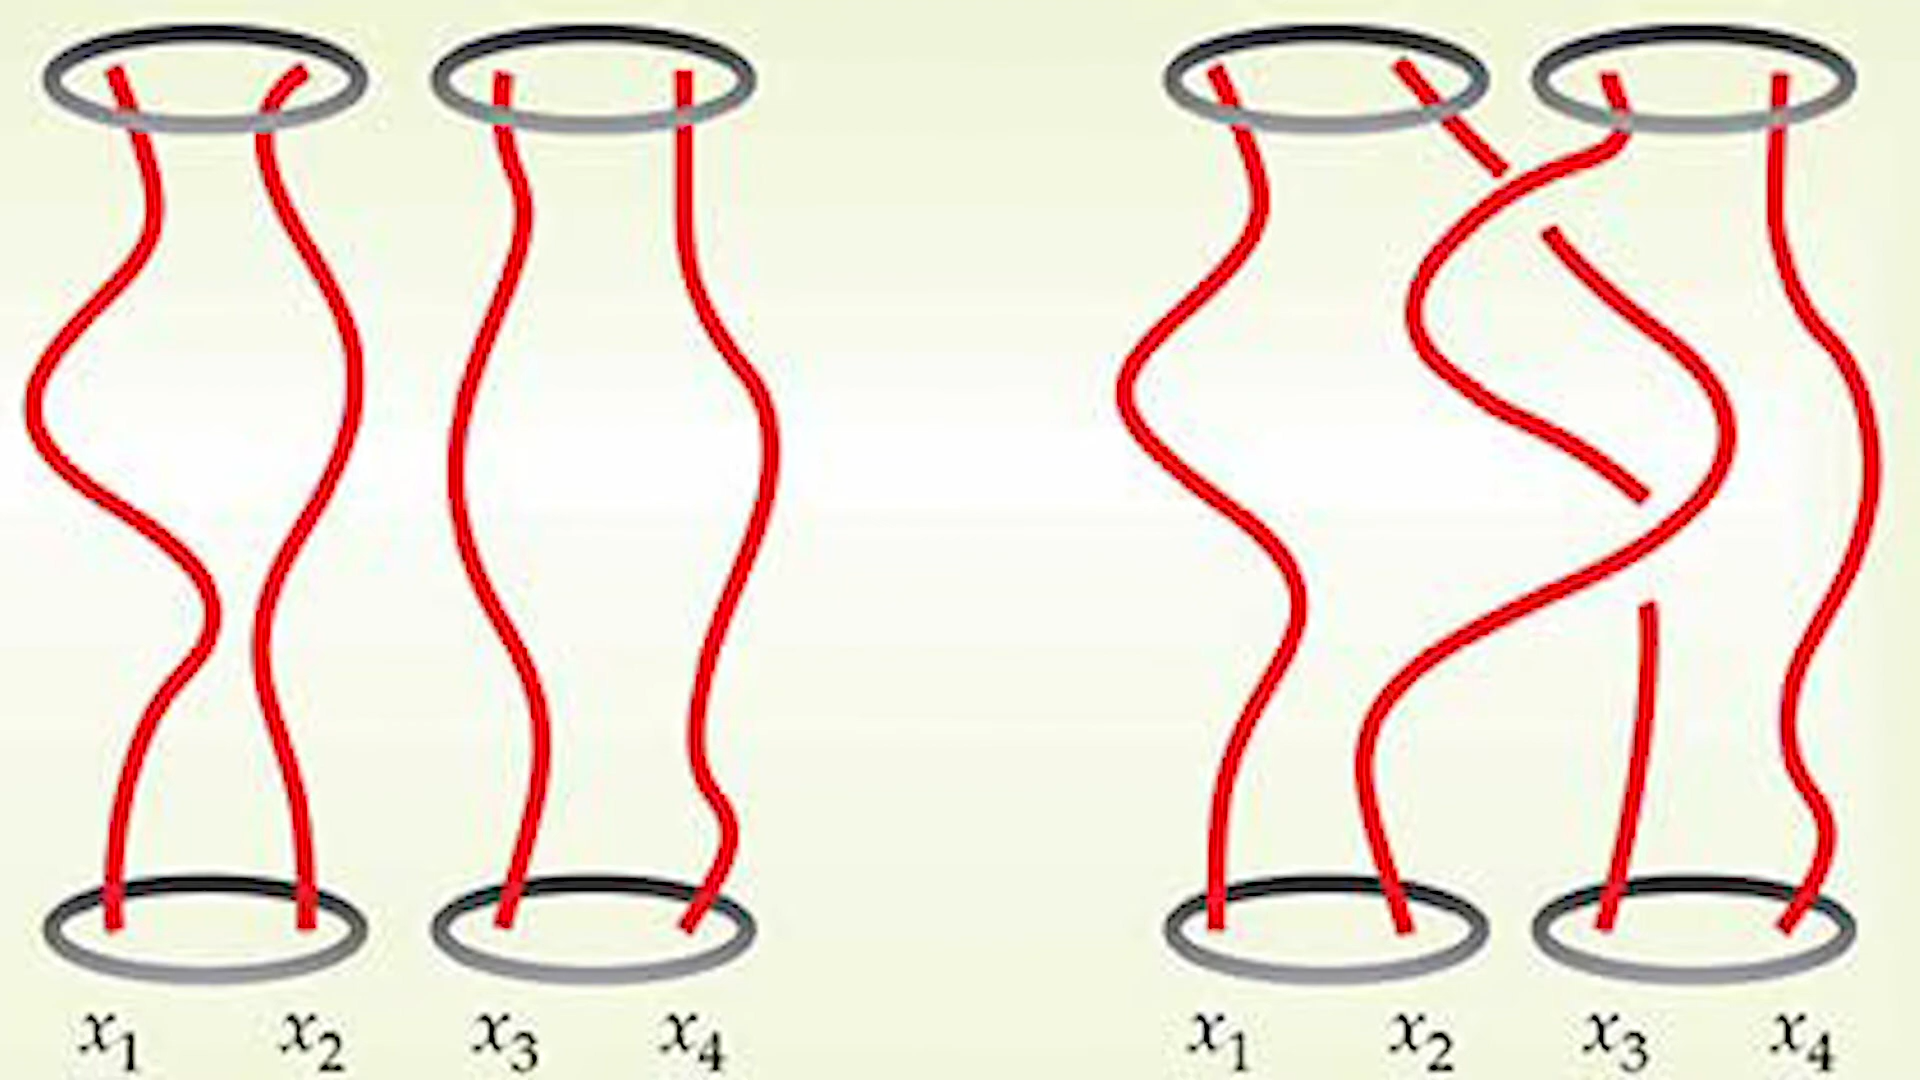 x₁ x₂ x₃ x₄ x₁ x₂ x₃ x₄